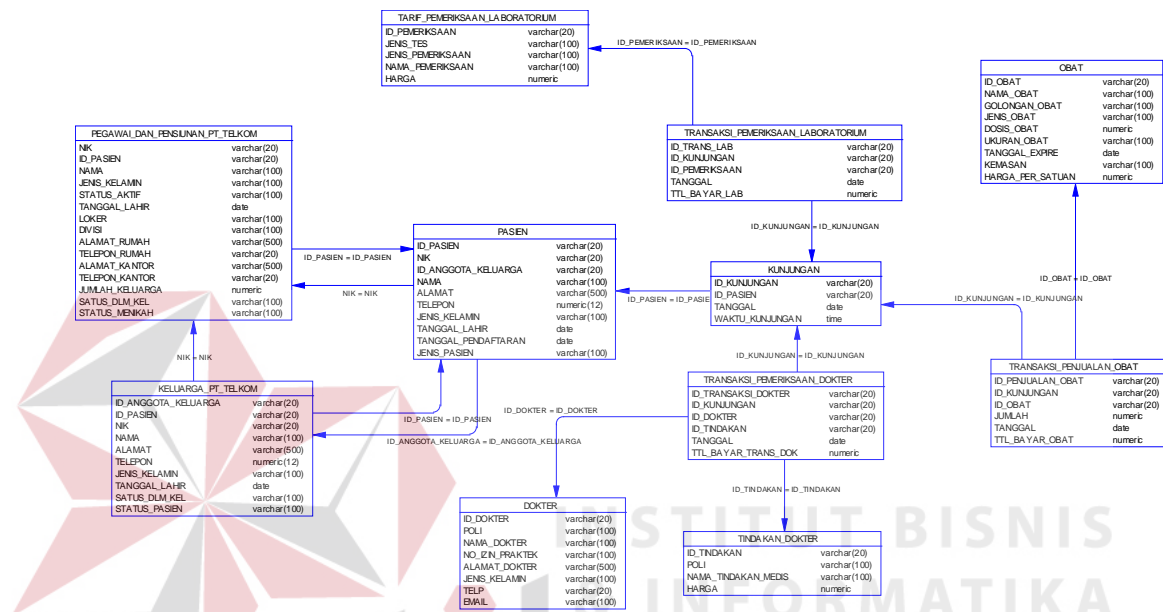 TARIF_PEMERIKSAAN_LABORATORIUM
ID_PEMERIKSAAN varchar(20)
JENIS_TES varchar(100)
JENIS_PEMERIKSAAN varchar(100)
NAMA_PEMERIKSAAN varchar(100)
HARGA numeric
ID_PEMERIKSAAN = ID_PEMERIKSAAN
OBAT
ID_OBAT varchar(20)
NAMA_OBAT varchar(100)
GOLONGAN_OBAT varchar(100)
JENIS_OBAT varchar(100)
DOSIS_OBAT numeric
UKURAN_OBAT varchar(100)
TANGGAL_EXPIRE date
KEMASAN varchar(100)
HARGA_PER_SATUAN numeric
PEGAWAI_DAN_PENSIUNAN_PT_TELKOM
NIK varchar(20)
ID_PASIEN varchar(20)
NAMA varchar(100)
JENIS_KELAMIN varchar(100)
STATUS_AKTIF varchar(100)
TANGGAL_LAHIR date
LOKER varchar(100)
DIVISI varchar(100)
ALAMAT_RUMAH varchar(500)
TELEPON_RUMAH varchar(20)
ALAMAT_KANTOR varchar(500)
TELEPON_KANTOR varchar(20)
JUMLAH_KELUARGA numeric
SATUS_DLM_KEL varchar(100)
STATUS_MENIKAH varchar(100)
TRANSAKSI_PEMERIKSAAN_LABORATORIUM
ID_TRANS_LAB varchar(20)
ID_KUNJUNGAN varchar(20)
ID_PEMERIKSAAN varchar(20)
TANGGAL date
TTL_BAYAR_LAB numeric
ID_KUNJUNGAN = ID_KUNJUNGAN
ID_PASIEN = ID_PASIEN
NIK = NIK
PASIEN
ID_PASIEN varchar(20)
NIK varchar(20)
ID_ANGGOTA_KELUARGA varchar(20)
NAMA varchar(100)
ALAMAT varchar(500)
TELEPON numeric(12)
JENIS_KELAMIN varchar(100)
TANGGAL_LAHIR date
TANGGAL_PENDAFTARAN date
JENIS_PASIEN varchar(100)
ID_PASIEN = ID_PASIE
KUNJUNGAN
ID_KUNJUNGAN varchar(20)
ID_PASIEN varchar(20)
TANGGAL date
WAKTU_KUNJUNGAN time
ID_OBAT = ID_OBAT
ID_KUNJUNGAN = ID_KUNJUNGAN
NIK = NIK
ID_KUNJUNGAN = ID_KUNJUNGAN
KELUARGA_PT_TELKOM
ID_ANGGOTA_KELUARGA varchar(20)
ID_PASIEN varchar(20)
NIK varchar(20)
NAMA varchar(100)
ALAMAT varchar(500)
TELEPON numeric(12)
JENIS_KELAMIN varchar(100)
TANGGAL_LAHIR date
SATUS_DLM_KEL varchar(100)
STATUS_PASIEN varchar(100)
ID_PASIEN = ID_PASIEN
ID_ANGGOTA_KELUARGA = ID_ANGGOTA_KELUARGA
ID_DOKTER = ID_DOKTER
TRANSAKSI_PEMERIKSAAN_DOKTER
ID_TRANSAKSI_DOKTER varchar(20)
ID_KUNJUNGAN varchar(20)
ID_DOKTER varchar(20)
ID_TINDAKAN varchar(20)
TANGGAL date
TTL_BAYAR_TRANS_DOK numeric
TRANSAKSI_PENJUALAN_OBAT
ID_PENJUALAN_OBAT varchar(20)
ID_KUNJUNGAN varchar(20)
ID_OBAT varchar(20)
JUMLAH numeric
TANGGAL date
TTL_BAYAR_OBAT numeric
ID_TINDAKAN = ID_TINDAKAN
DOKTER
ID_DOKTER varchar(20)
POLI varchar(100)
NAMA_DOKTER varchar(100)
NO_IZIN_PRAKTEK varchar(100)
ALAMAT_DOKTER varchar(500)
JENIS_KELAMIN varchar(100)
TELP varchar(20)
EMAIL varchar(100)
TINDAKAN_DOKTER
ID_TINDAKAN varchar(20)
POLI varchar(100)
NAMA_TINDAKAN_MEDIS varchar(100)
HARGA numeric
INSTITUT BISNIS
INFORMATIKA